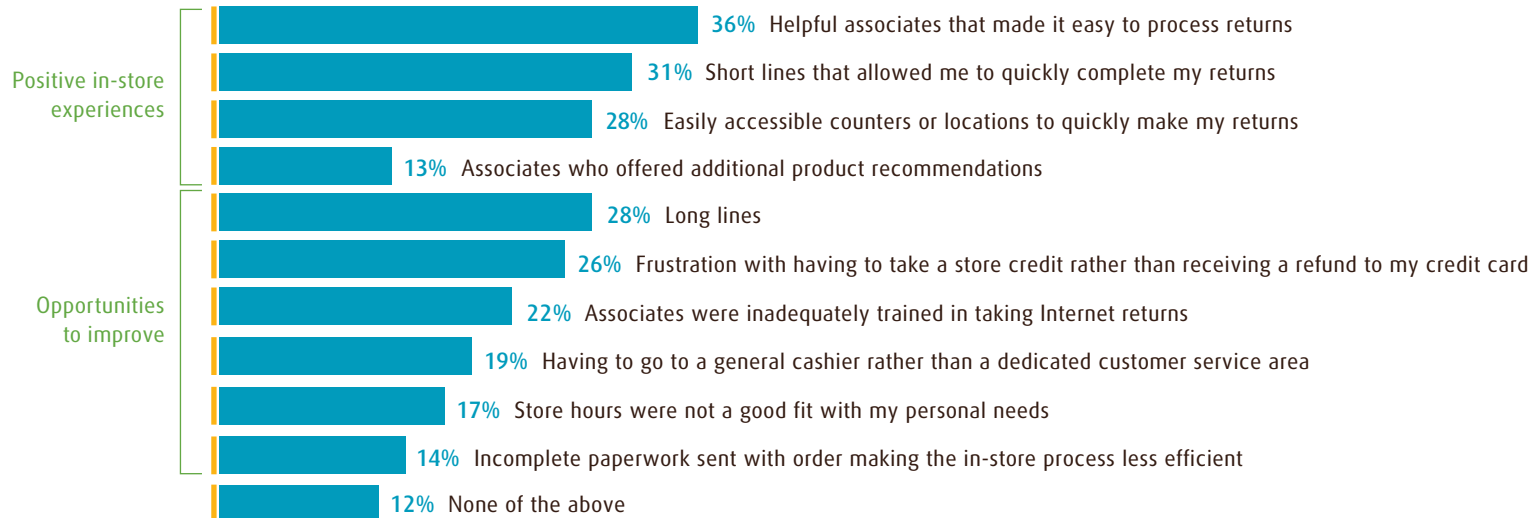 Positive in-store
experiences
36% Helpful associates that made it easy to process returns
31% Short lines that allowed me to quickly complete my returns
28% Easily accessible counters or locations to quickly make my returns
13% Associates who offered additional product recommendations
Opportunities
to improve
28% Long lines
26% Frustration with having to take a store credit rather than receiving a refund to my credit card
22% Associates were inadequately trained in taking Internet returns
19% Having to go to a general cashier rather than a dedicated customer service area
17% Store hours were not a good fit with my personal needs
14% Incomplete paperwork sent with order making the in-store process less efficient
12% None of the above